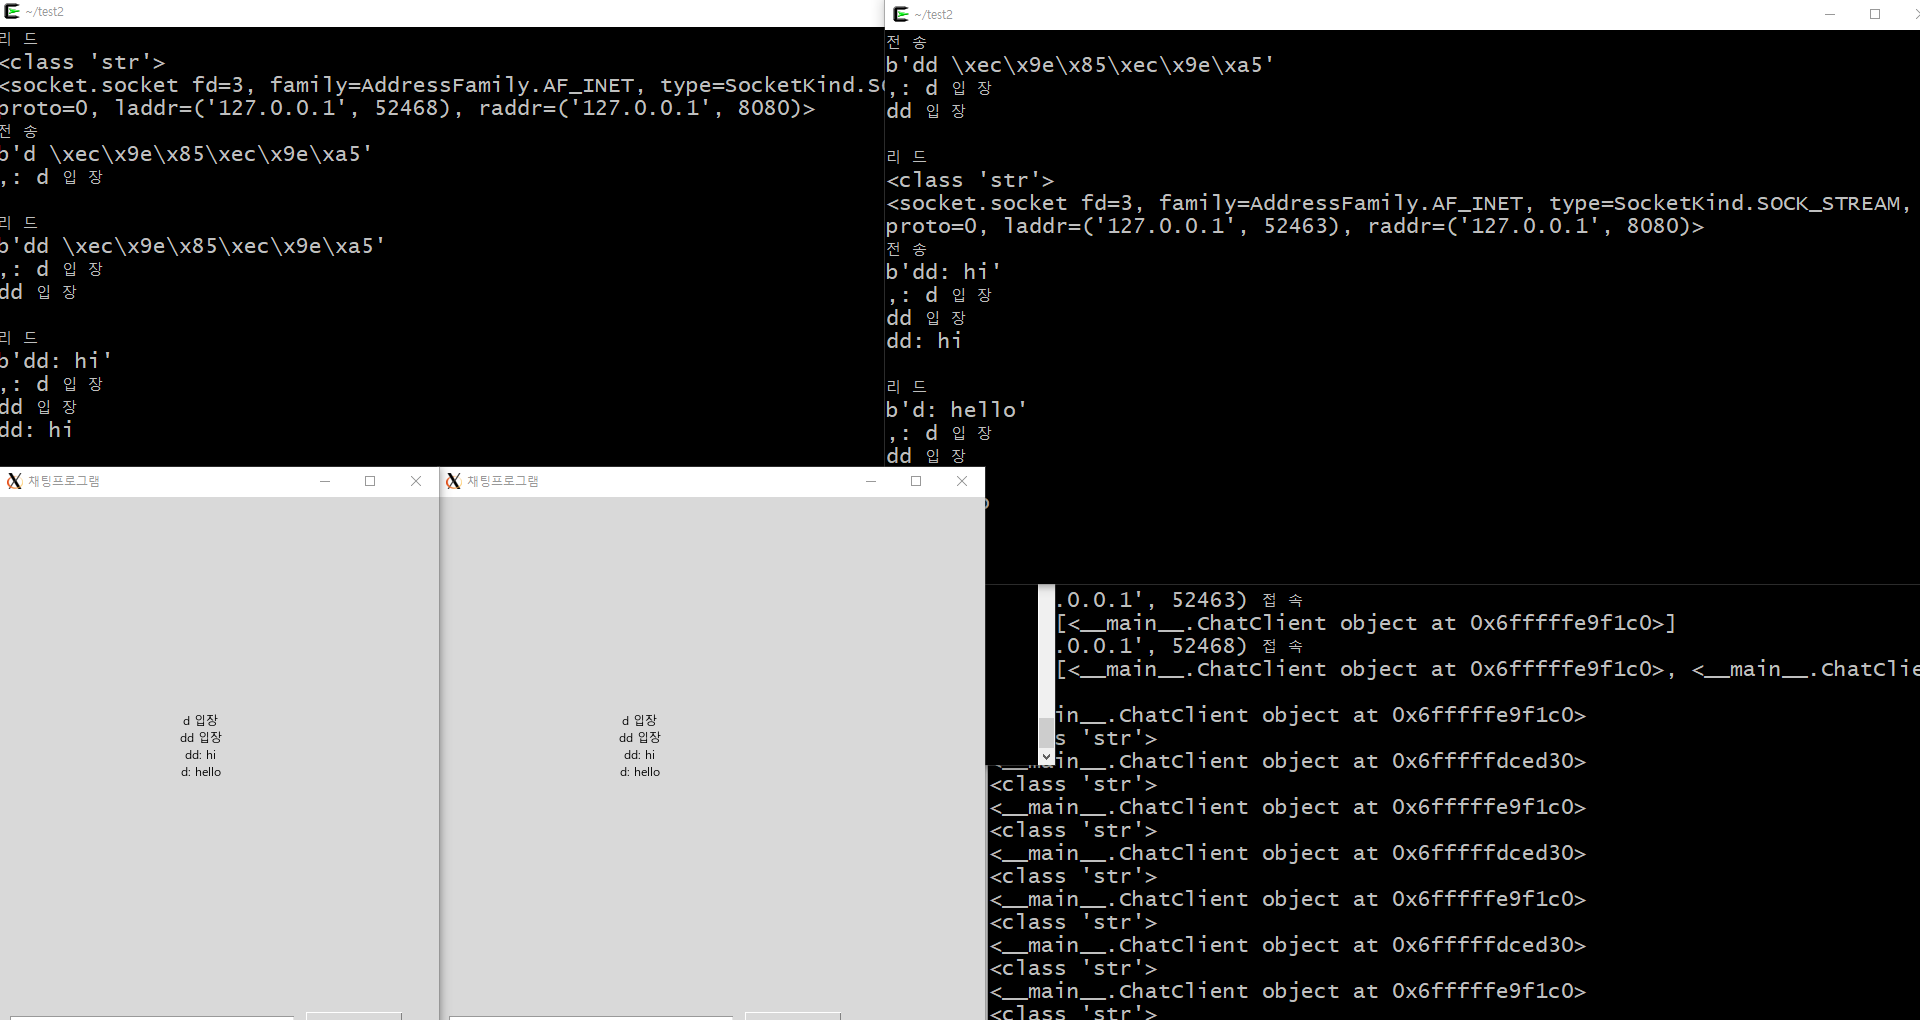 ~/test2
리 드
<class 'str'>
<socket.socket fd=3, family=AddressFamily.AF_INET, type=SocketKind.SO
proto=0, laddr=('127.0.0.1', 52468), raddr=('127.0.0.1', 8080)>
전 송
b'd \xec\x9e\x85\xec\x9e\xa5'
,: d 입 장
리 드
b'dd \xec\x9e\x85\xec\x9e\xa5'
,: d 입 장
dd 입 장
리 드
b'dd: hi'
,: d 입 장
dd 입 장
dd: hi
~/test2
전 송
b'dd \xec\x9e\x85\xec\x9e\xa5'
,: d 입 장
dd 입 장
리 드
<class 'str'>
<socket.socket fd=3, family=AddressFamily.AF_INET, type=SocketKind.SOCK_STREAM,
proto=0, laddr=('127.0.0.1', 52463), raddr=('127.0.0.1', 8080)>
전 송
b'dd: hi'
,: d 입 장
dd 입 장
dd: hi
리 드
b'd: hello'
,: d 입 장
dd 입 장
채팅프로그램
d 입장
dd 입장
dd: hi
d: hello
채팅프로그램
d 입장
dd 입장
dd: hi
d: hello
.0.0.1', 52463) 접 속
[<__main__.ChatClient object at 0x6fffffe9f1c0>]
.0.0.1', 52468) 접 속
[<__main__.ChatClient object at 0x6fffffe9f1c0>, <__main__.ChatClie
in__.ChatClient object at 0x6fffffe9f1c0>
s 'str'>
<__main__.ChatClient object at 0x6fffffdced30>
<class 'str'>
<__main__.ChatClient object at 0x6fffffe9f1c0>
<class 'str'>
<__main__.ChatClient object at 0x6fffffdced30>
<class 'str'>
<__main__.ChatClient object at 0x6fffffe9f1c0>
<class 'str'>
<__main__.ChatClient object at 0x6fffffdced30>
<class 'str'>
<__main__.ChatClient object at 0x6fffffe9f1c0>
<class 'str'>